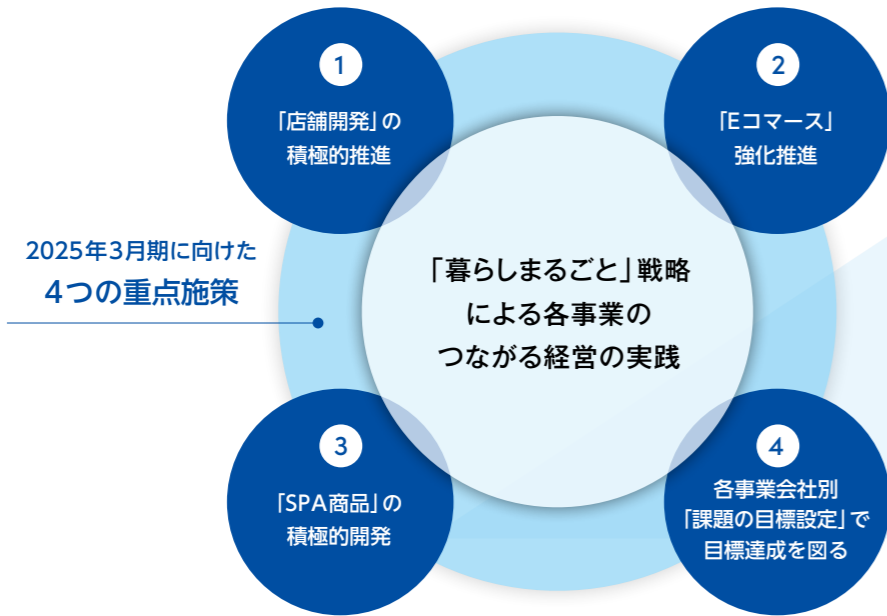 2025年3月期に向けた
4つの重点施策
1
「店舗開発」の
積極的推進
2
「Eコマース」
強化推進
「暮らしまるごと」戦略
による各事業の
つながる経営の実践
3
「SPA商品」の
積極的開発
4
各事業会社別
「課題の目標設定」で
目標達成を図る